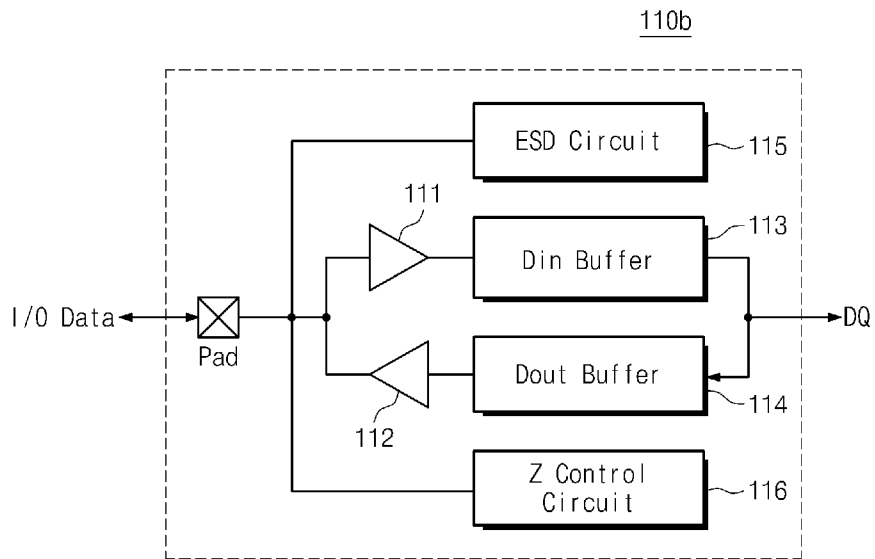 110b
ESD Circuit
115
111
113
Din Buffer
I/O Data
Pad
DQ
Dout Buffer
112
114
Z Control
Circuit
116